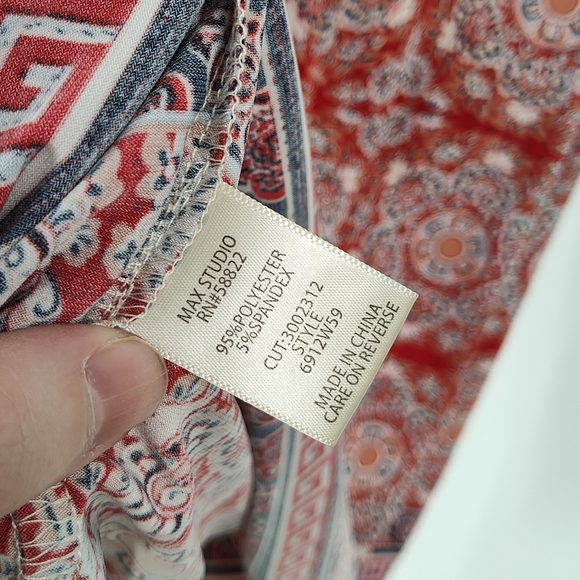 MAX STUDIO
RN#58822
95%POLYESTER
5%SPANDEX
CUT:3002312
STYLE
6912W59
MADE IN CHINA
CARE ON REVERSE